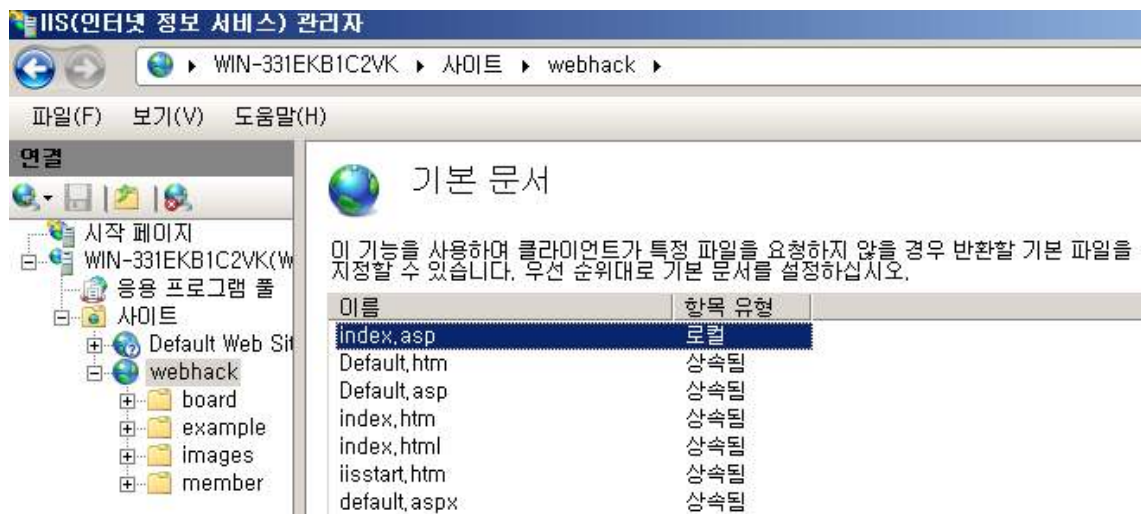 IIS(인터넷 정보 서비스) 관리자
WIN-331EKB1C2VK 사이트 webhack
파일(F) 보기(V) 도움말(H)
연결
시작 페이지
WIN-331EKB1C2VK(W
응용 프로그램 풀
사이트
Default Web Sit
webhack
board
example
images
member
기본 문서
이 기능을 사용하여 클라이언트가 특정 파일을 요청하지 않을 경우 반환할 기본 파일을
지정할 수 있습니다. 우선 순위대로 기본 문서를 설정하십시오.
이름 항목 유형
index.asp 로컬
Default.htm 상속됨
Default.asp 상속됨
index.htm 상속됨
index.html 상속됨
iisstart.htm 상속됨
default.aspx 상속됨